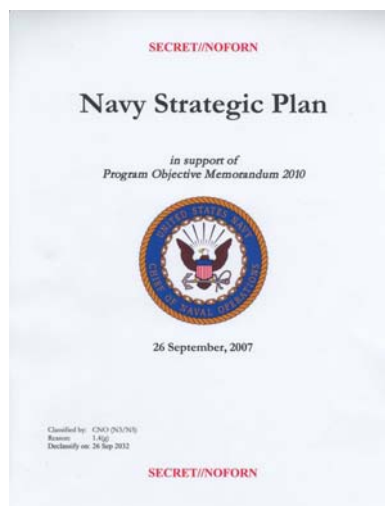 SECRET//NOFORN
Navy Strategic Plan
in support of
Program Objective Memorandum 2010
UNITED STATES NAVY
CHIEF OF NAVAL OPERATIONS
26 September, 2007
Classified by: CNO (N3/N5)
Reason: 1.4(g)
Declassify on: 26 Sep 2032
SECRET//NOFORN